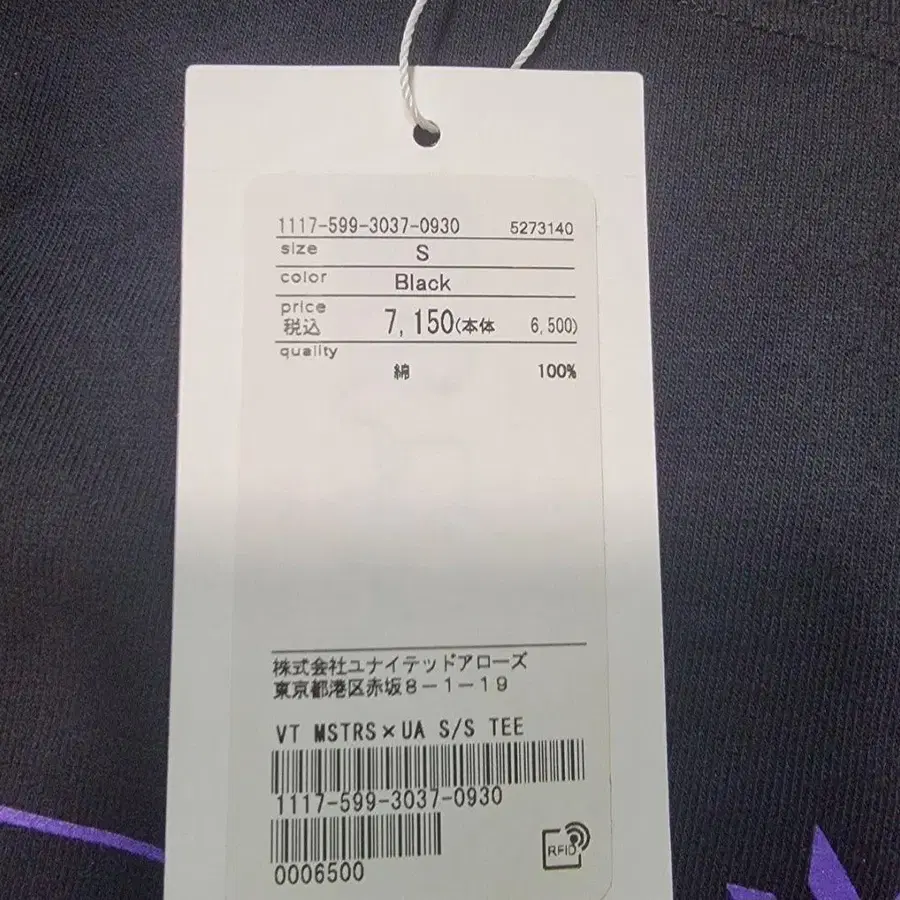 1117-599-3037-0930 5273140
size S
color Black
price
税込 7,150(本体 6,500)
quality
綿 100%
株式会社ユナイテッドアローズ
東京都港区赤坂8-1-19
VT MSTRS×UA S/S TEE
1117-599-3037-0930
RFID
0006500